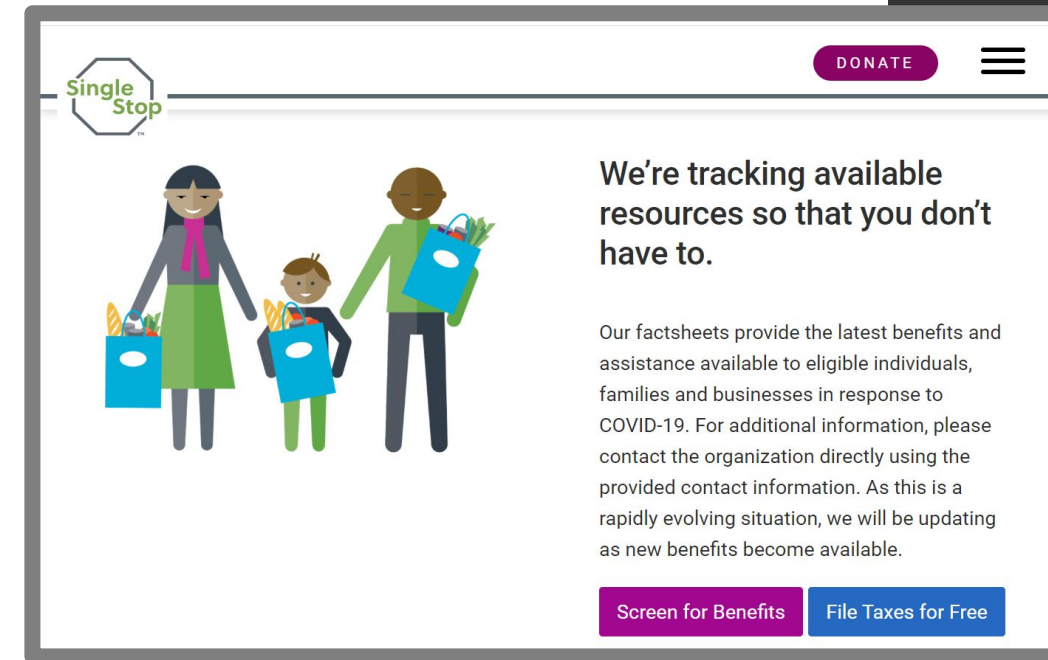 DONATE
Single
Stop
TM
We’re tracking available
resources so that you don’t
have to.
Our factsheets provide the latest benefits and
assistance available to eligible individuals,
families and businesses in response to
COVID-19. For additional information, please
contact the organization directly using the
provided contact information. As this is a
rapidly evolving situation, we will be updating
as new benefits become available.
Screen for Benefits
File Taxes for Free